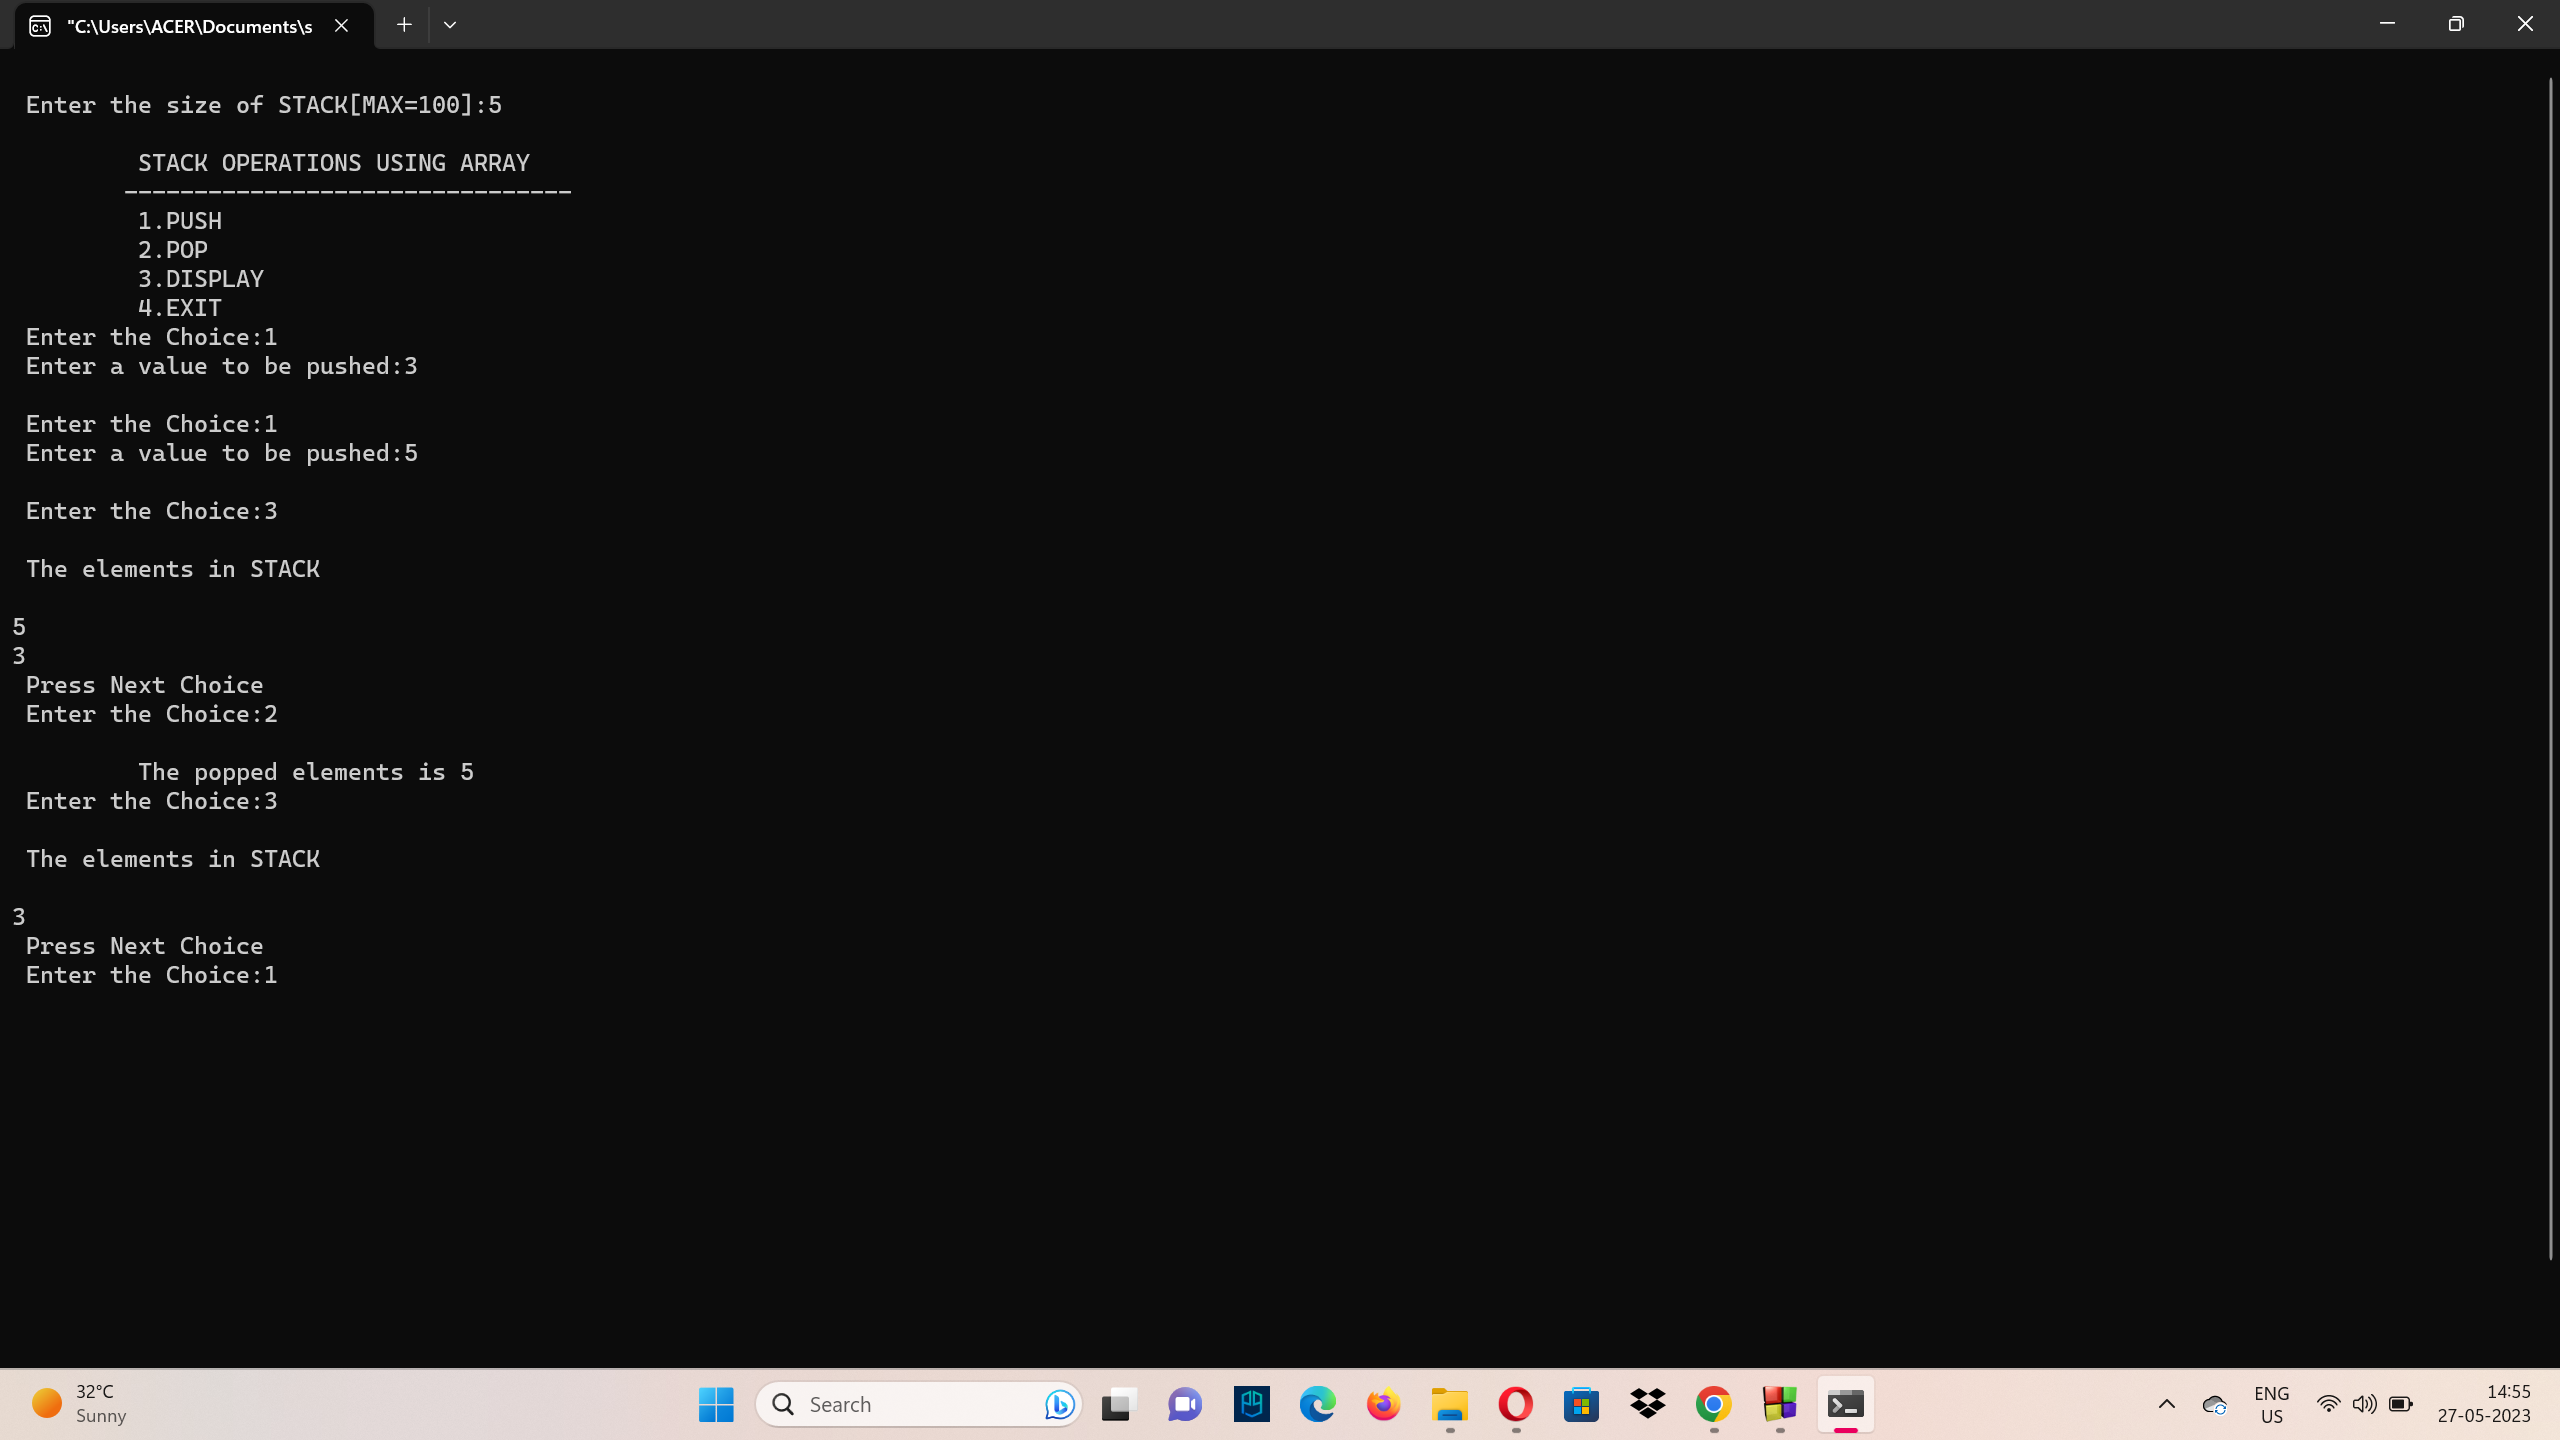 "C:\Users\ACER\Documents\s
Enter the size of STACK[MAX=100]:5
STACK OPERATIONS USING ARRAY
--------------------------------
1.PUSH
2.POP
3.DISPLAY
4.EXIT
Enter the Choice:1
Enter a value to be pushed:3
Enter the Choice:1
Enter a value to be pushed:5
Enter the Choice:3
The elements in STACK
5
3
Press Next Choice
Enter the Choice:2
The popped elements is 5
Enter the Choice:3
The elements in STACK
3
Press Next Choice
Enter the Choice:1
32°C
Sunny
Search
ENG
US
14:55
27-05-2023